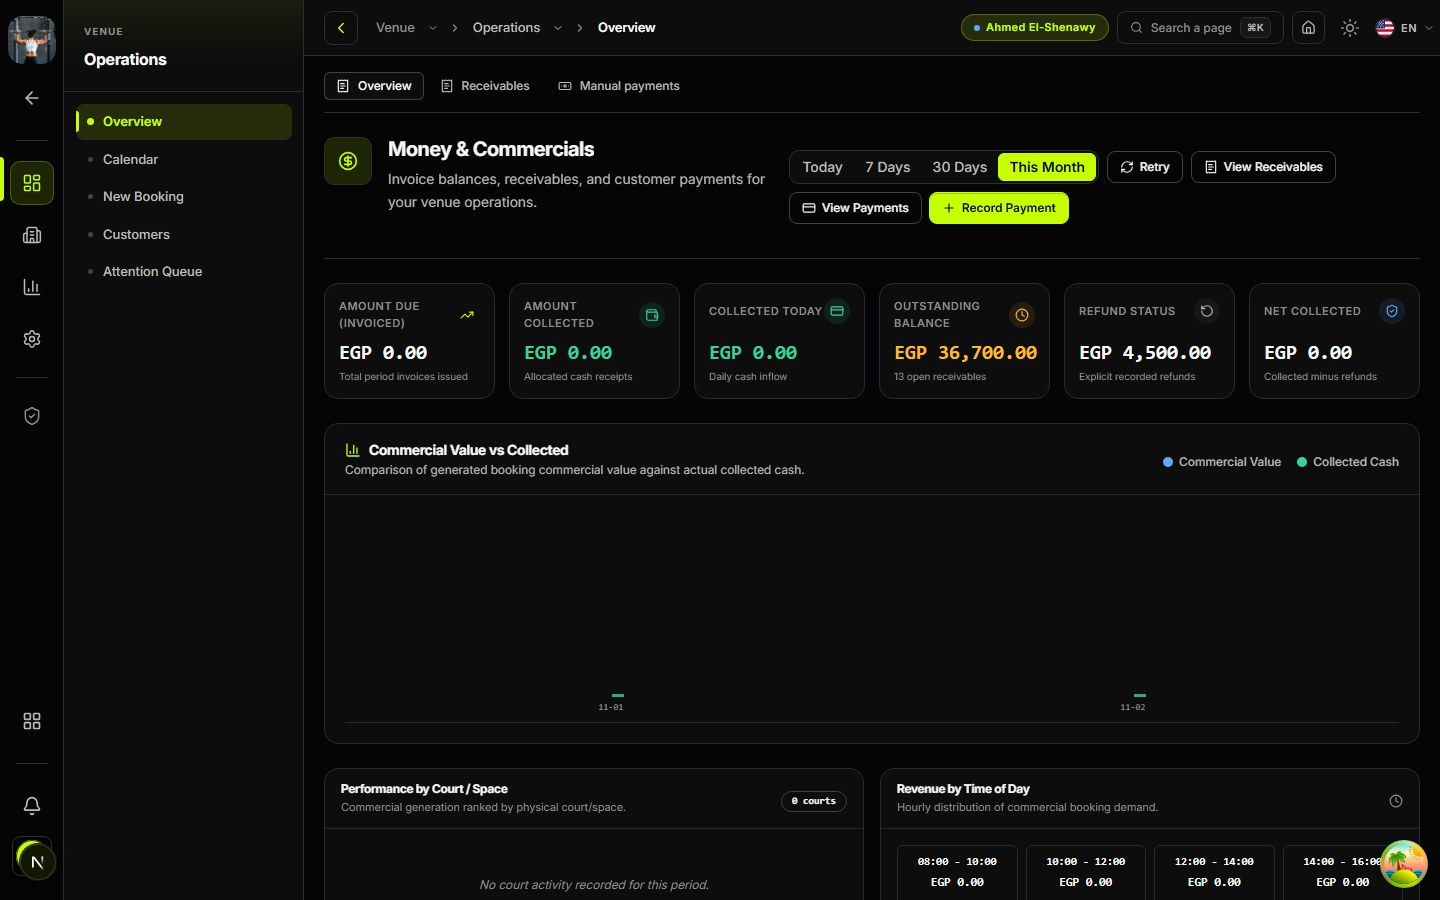 VENUE
Operations
Overview
Calendar
New Booking
Customers
Attention Queue
N
Venue
Operations
Overview
Ahmed El-Shenawy
Search a page
⌘K
EN
Overview
Receivables
Manual payments
Money & Commercials
Invoice balances, receivables, and customer payments for
your venue operations.
Today
7 Days
30 Days
This Month
Retry
View Receivables
View Payments
Record Payment
AMOUNT DUE
(INVOICED)
EGP 0.00
Total period invoices issued
AMOUNT
COLLECTED
EGP 0.00
Allocated cash receipts
COLLECTED TODAY
EGP 0.00
Daily cash inflow
OUTSTANDING
BALANCE
EGP 36,700.00
13 open receivables
REFUND STATUS
EGP 4,500.00
Explicit recorded refunds
NET COLLECTED
EGP 0.00
Collected minus refunds
Commercial Value vs Collected
Comparison of generated booking commercial value against actual collected cash.
Commercial Value
Collected Cash
11-01
11-02
Performance by Court / Space
Commercial generation ranked by physical court/space.
0 courts
No court activity recorded for this period.
Revenue by Time of Day
Hourly distribution of commercial booking demand.
08:00 - 10:00
EGP 0.00
10:00 - 12:00
EGP 0.00
12:00 - 14:00
EGP 0.00
14:00 - 16:00
EGP 0.00